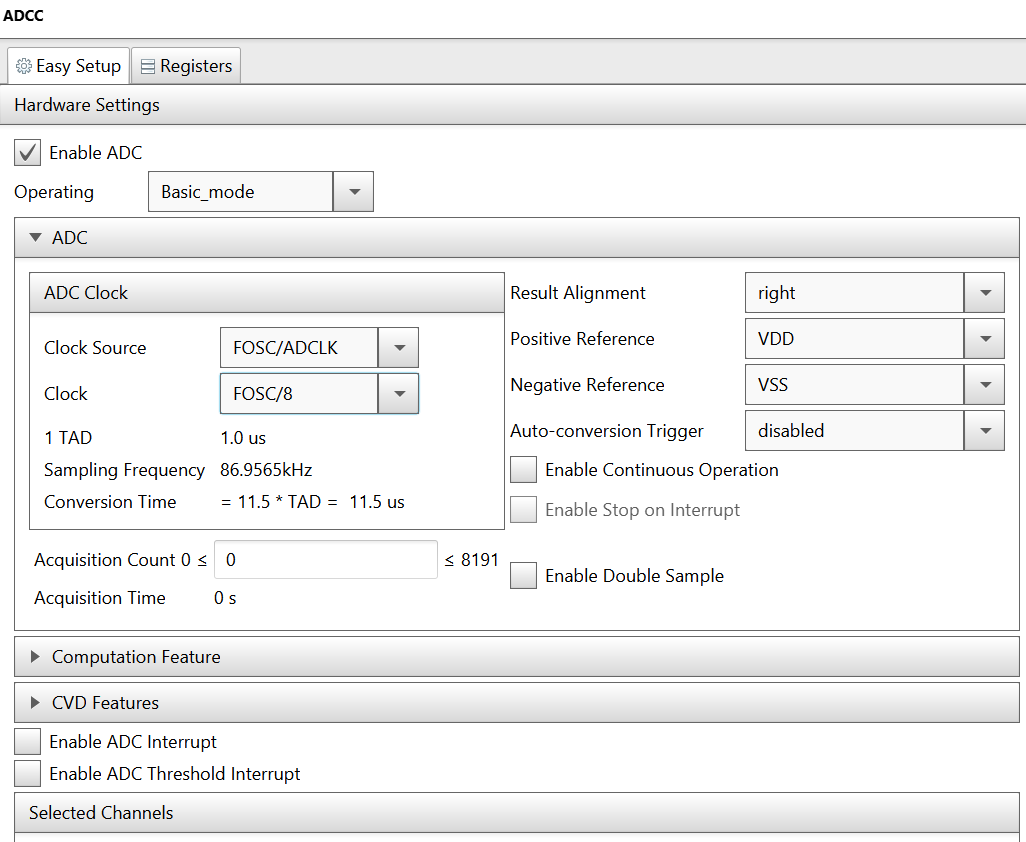 ADCC
Easy Setup Registers
Hardware Settings
Enable ADC
Operating Basic_mode
ADC
ADC Clock
Clock Source FOSC/ADCLK
Clock FOSC/8
1 TAD 1.0 us
Sampling Frequency 86.9565kHz
Conversion Time = 11.5 * TAD = 11.5 us
Acquisition Count 0 ≤ 0 ≤ 8191
Acquisition Time 0 s
Result Alignment right
Positive Reference VDD
Negative Reference VSS
Auto-conversion Trigger disabled
Enable Continuous Operation
Enable Stop on Interrupt
Enable Double Sample
Computation Feature
CVD Features
Enable ADC Interrupt
Enable ADC Threshold Interrupt
Selected Channels